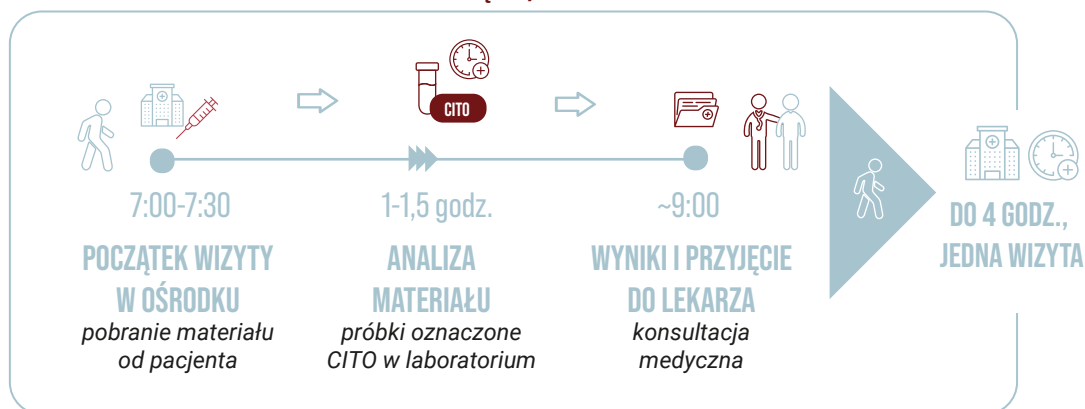 CITO
7:00-7:30
1-1,5 godz.
~9:00
POCZĄTEK WIZYTY
W OŚRODKU
pobranie materiału
od pacjenta
ANALIZA
MATERIAŁU
próbki oznaczone
CITO w laboratorium
WYNIKI I PRZYJĘCIE
DO LEKARZA
konsultacja
medyczna
DO 4 GODZ.,
JEDNA WIZYTA